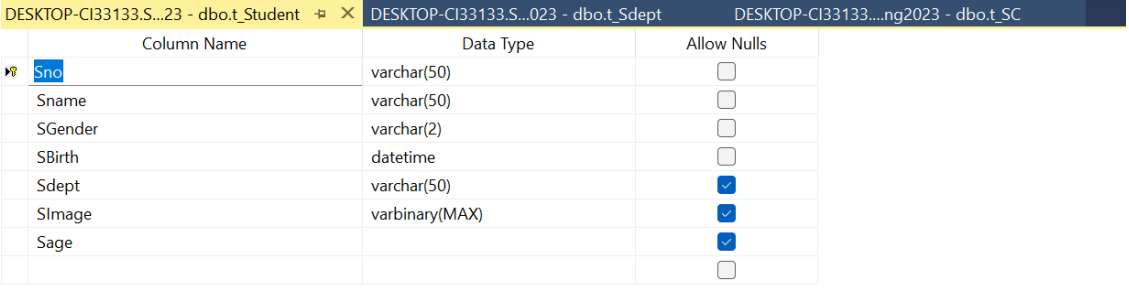 DESKTOP-CI33133.S...23 - dbo.t_Student DESKTOP-CI33133.S...023 - dbo.t_Sdept DESKTOP-CI33133....ng2023 - dbo.t_SC
Column Name Data Type Allow Nulls
Sno varchar(50)
Sname varchar(50)
SGender varchar(2)
SBirth datetime
Sdept varchar(50)
SImage varbinary(MAX)
Sage